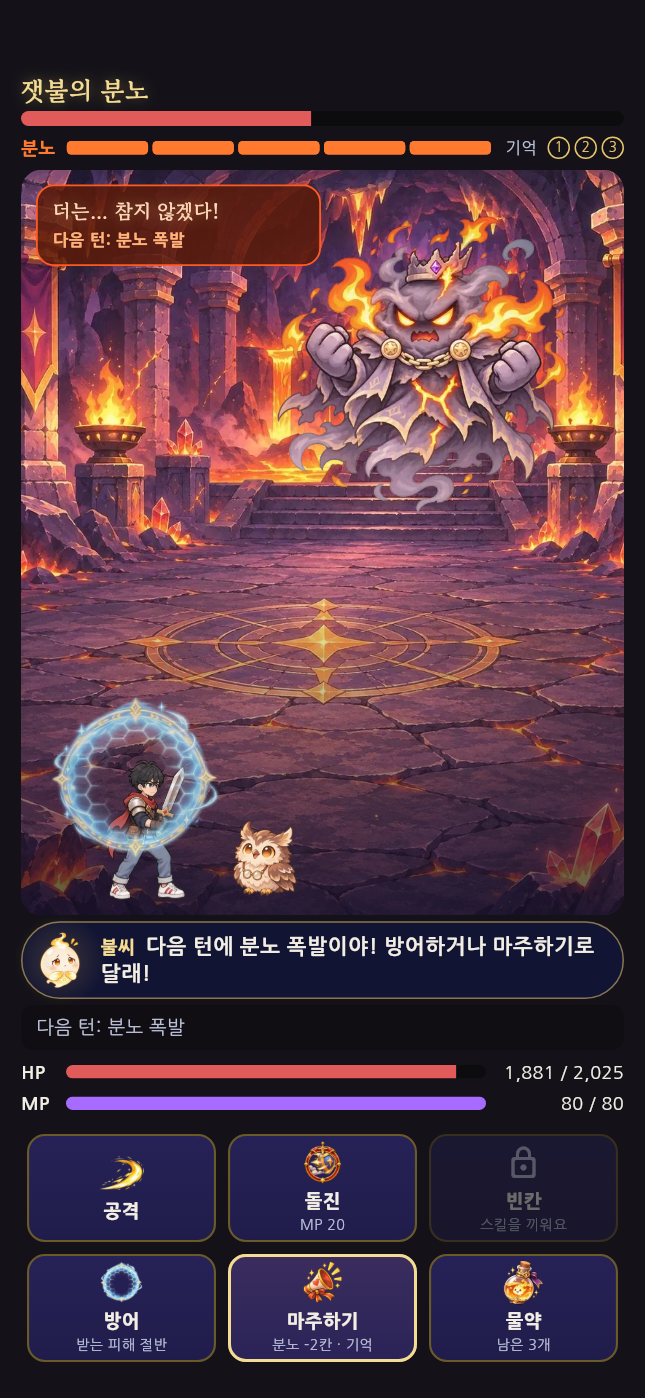 잿불의 분노
분노 기억 1 2 3
더는... 참지 않겠다!
다음 턴: 분노 폭발
불씨 다음 턴에 분노 폭발이야! 방어하거나 마주하기로
달래!
다음 턴: 분노 폭발
HP 1,881 / 2,025
MP 80 / 80
공격
돌진
MP 20
빈칸
스킬을 끼워요
방어
받는 피해 절반
마주하기
분노 -2칸 · 기억
물약
남은 3개